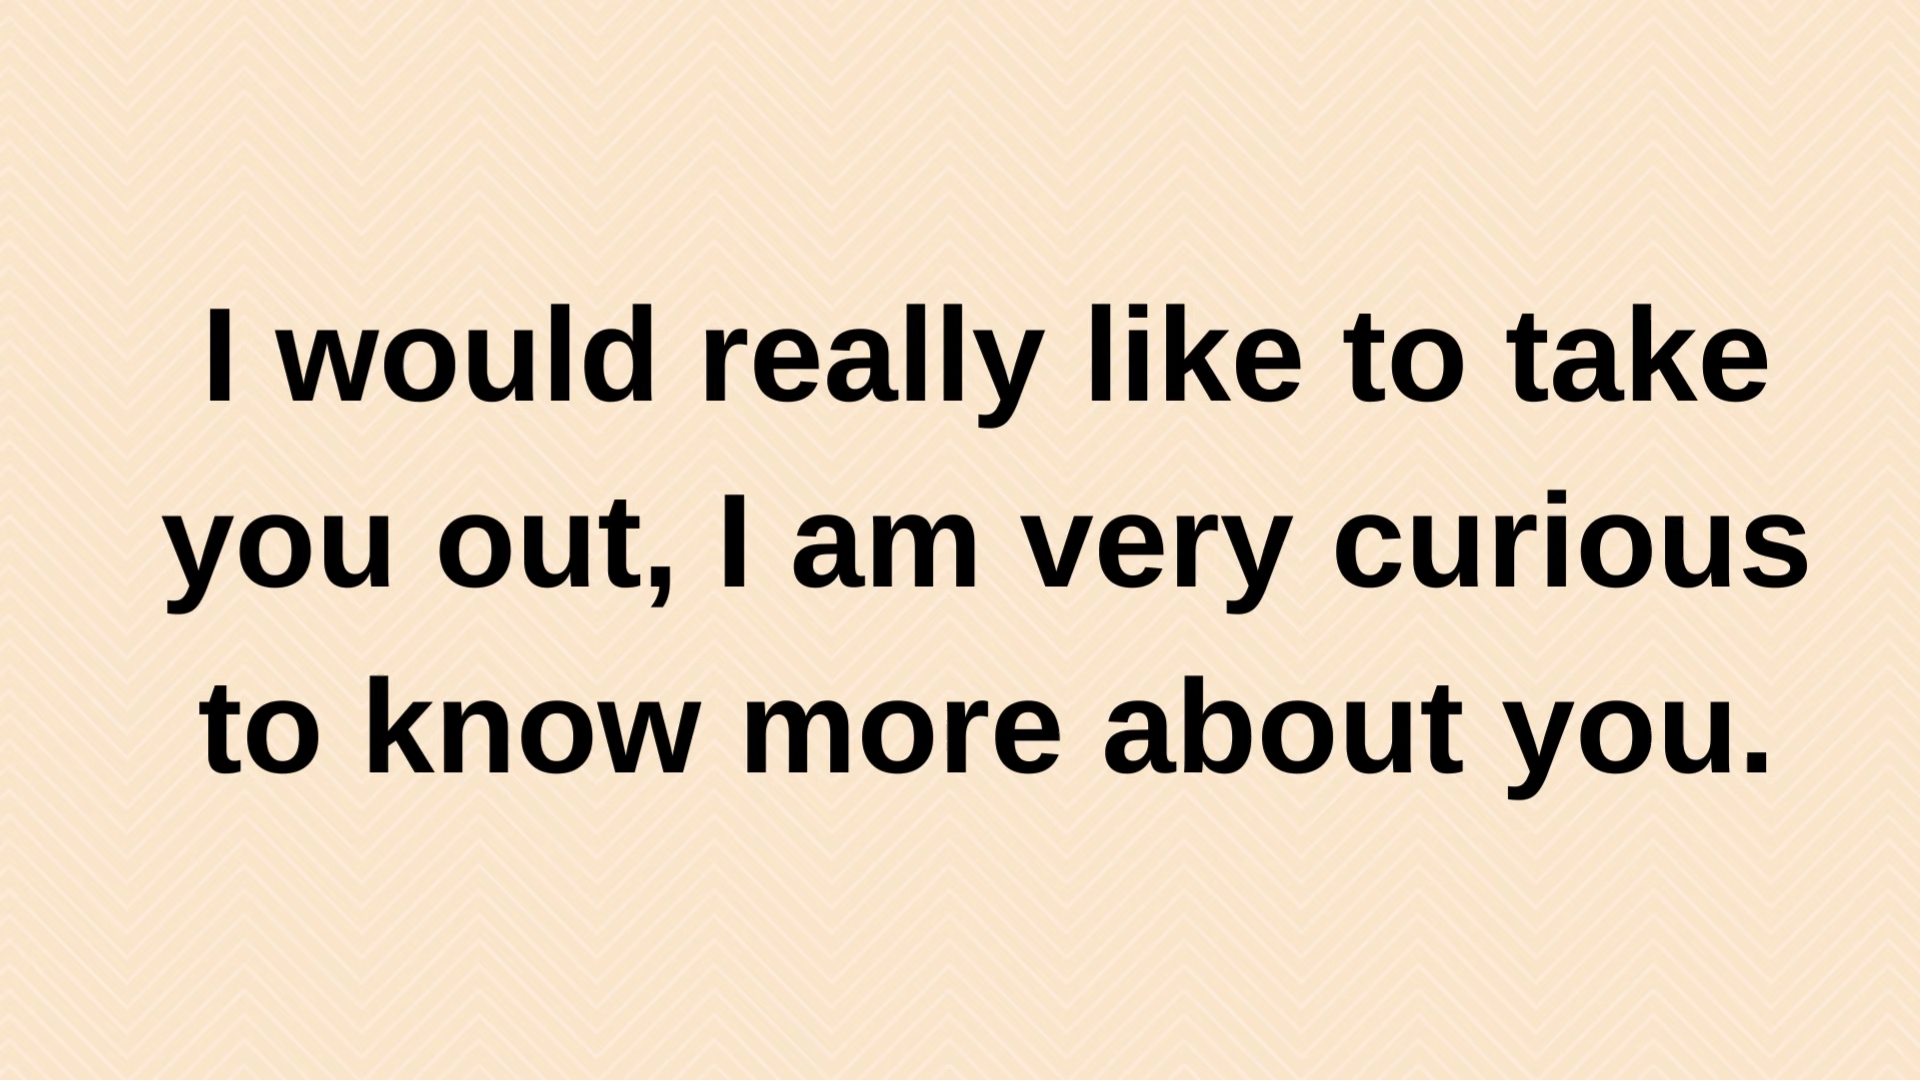 I would really like to take
you out, I am very curious
to know more about you.